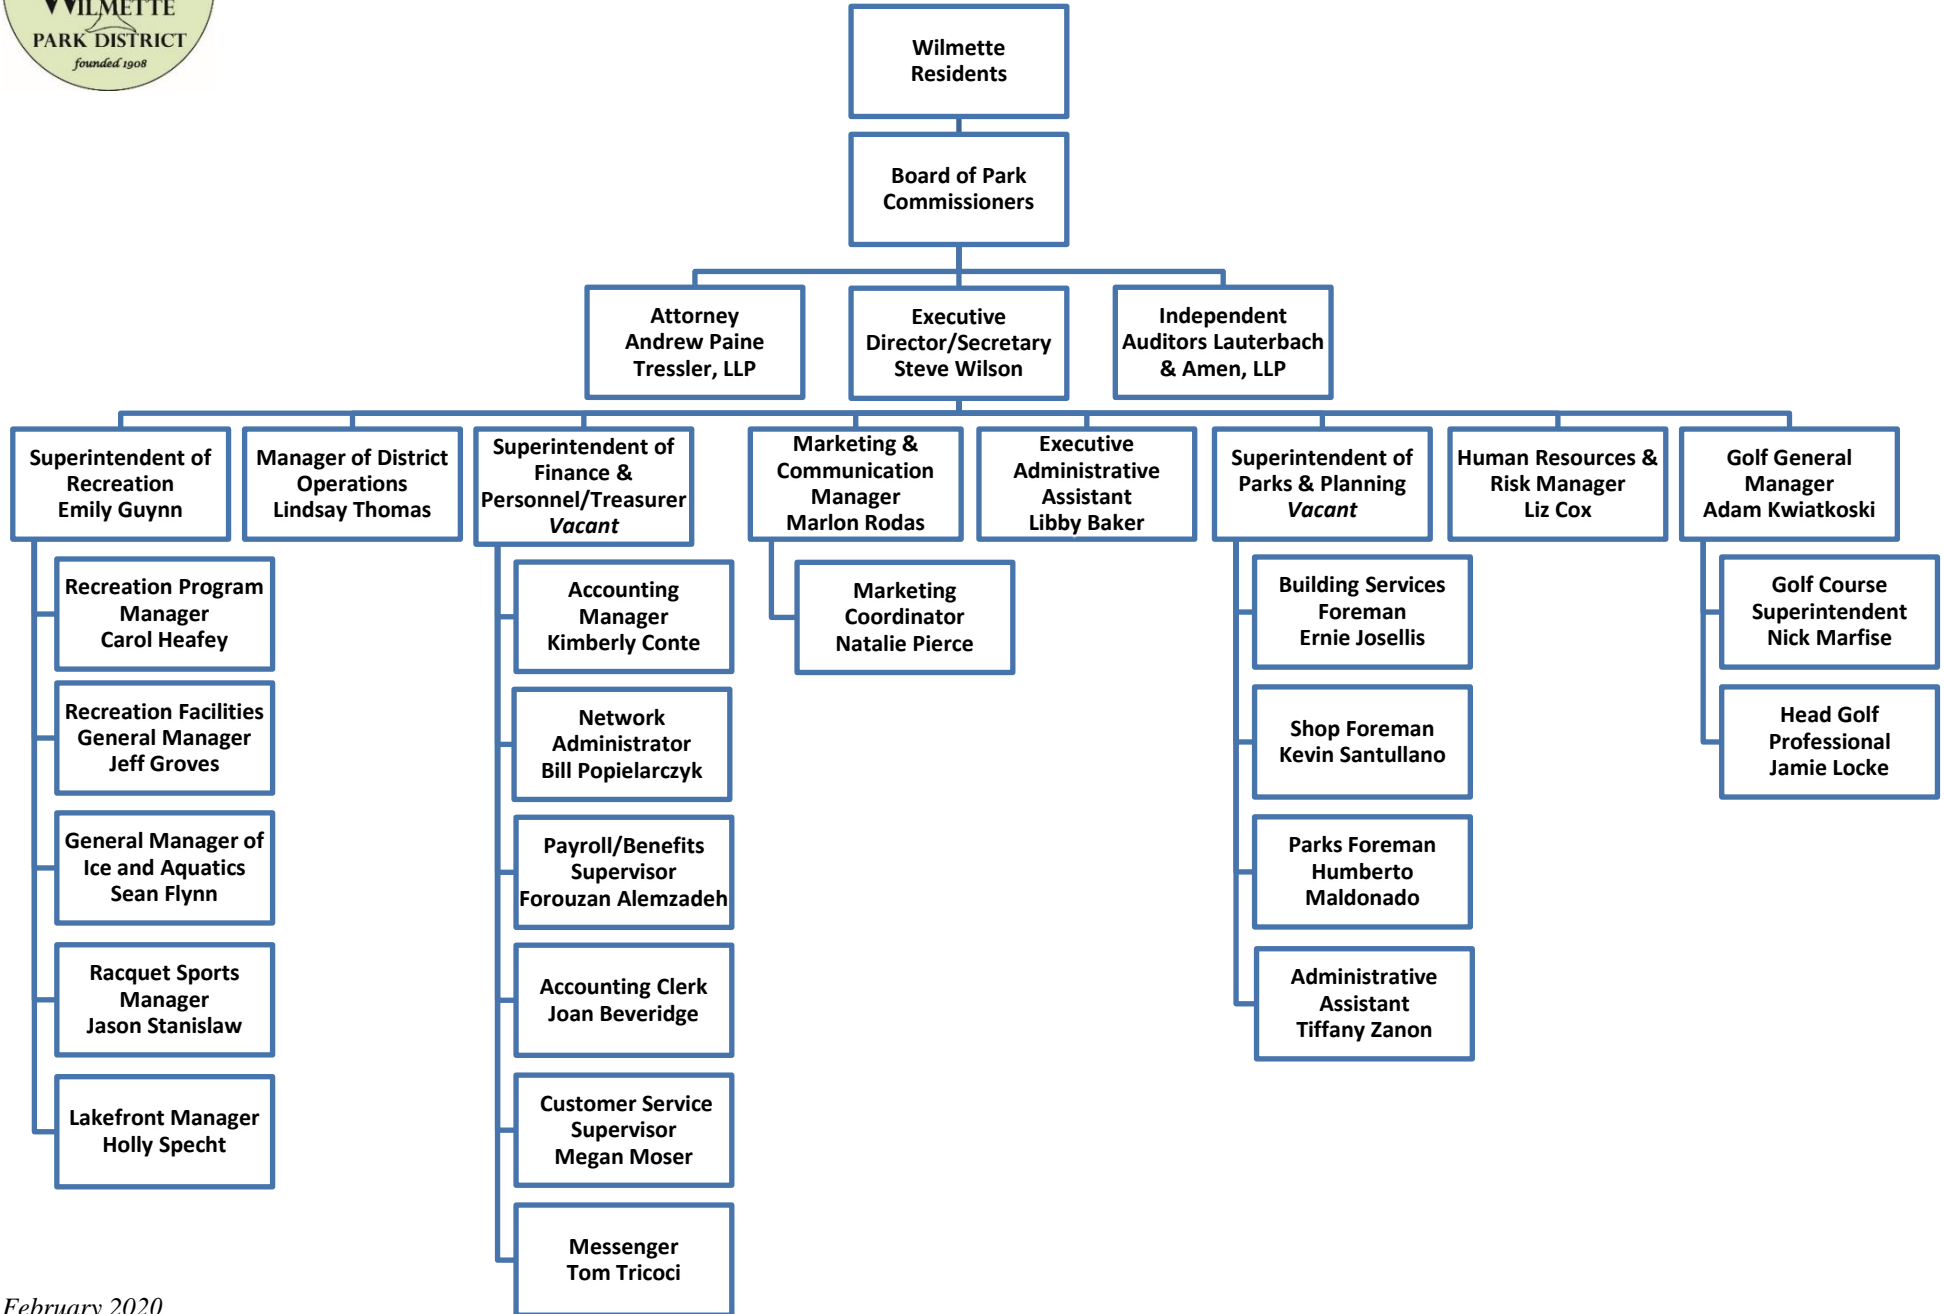 WILMETTE
PARK DISTRICT
founded 1908
Wilmette
Residents
Board of Park
Commissioners
Attorney
Andrew Paine
Tressler, LLP
Executive
Director/Secretary
Steve Wilson
Independent
Auditors Lauterbach
& Amen, LLP
Superintendent of
Recreation
Emily Guynn
Manager of District
Operations
Lindsay Thomas
Superintendent of
Finance &
Personnel/Treasurer
Vacant
Marketing &
Communication
Manager
Marlon Rodas
Executive
Administrative
Assistant
Libby Baker
Superintendent of
Parks & Planning
Vacant
Human Resources &
Risk Manager
Liz Cox
Golf General
Manager
Adam Kwiatkoski
Recreation Program
Manager
Carol Heafey
Recreation Facilities
General Manager
Jeff Groves
General Manager of
Ice and Aquatics
Sean Flynn
Racquet Sports
Manager
Jason Stanislaw
Lakefront Manager
Holly Specht
Accounting
Manager
Kimberly Conte
Network
Administrator
Bill Popielarczyk
Payroll/Benefits
Supervisor
Forouzan Alemzadeh
Accounting Clerk
Joan Beveridge
Customer Service
Supervisor
Megan Moser
Messenger
Tom Tricoci
Marketing
Coordinator
Natalie Pierce
Building Services
Foreman
Ernie Josellis
Shop Foreman
Kevin Santullano
Parks Foreman
Humberto
Maldonado
Administrative
Assistant
Tiffany Zanon
Golf Course
Superintendent
Nick Marfise
Head Golf
Professional
Jamie Locke
February 2020